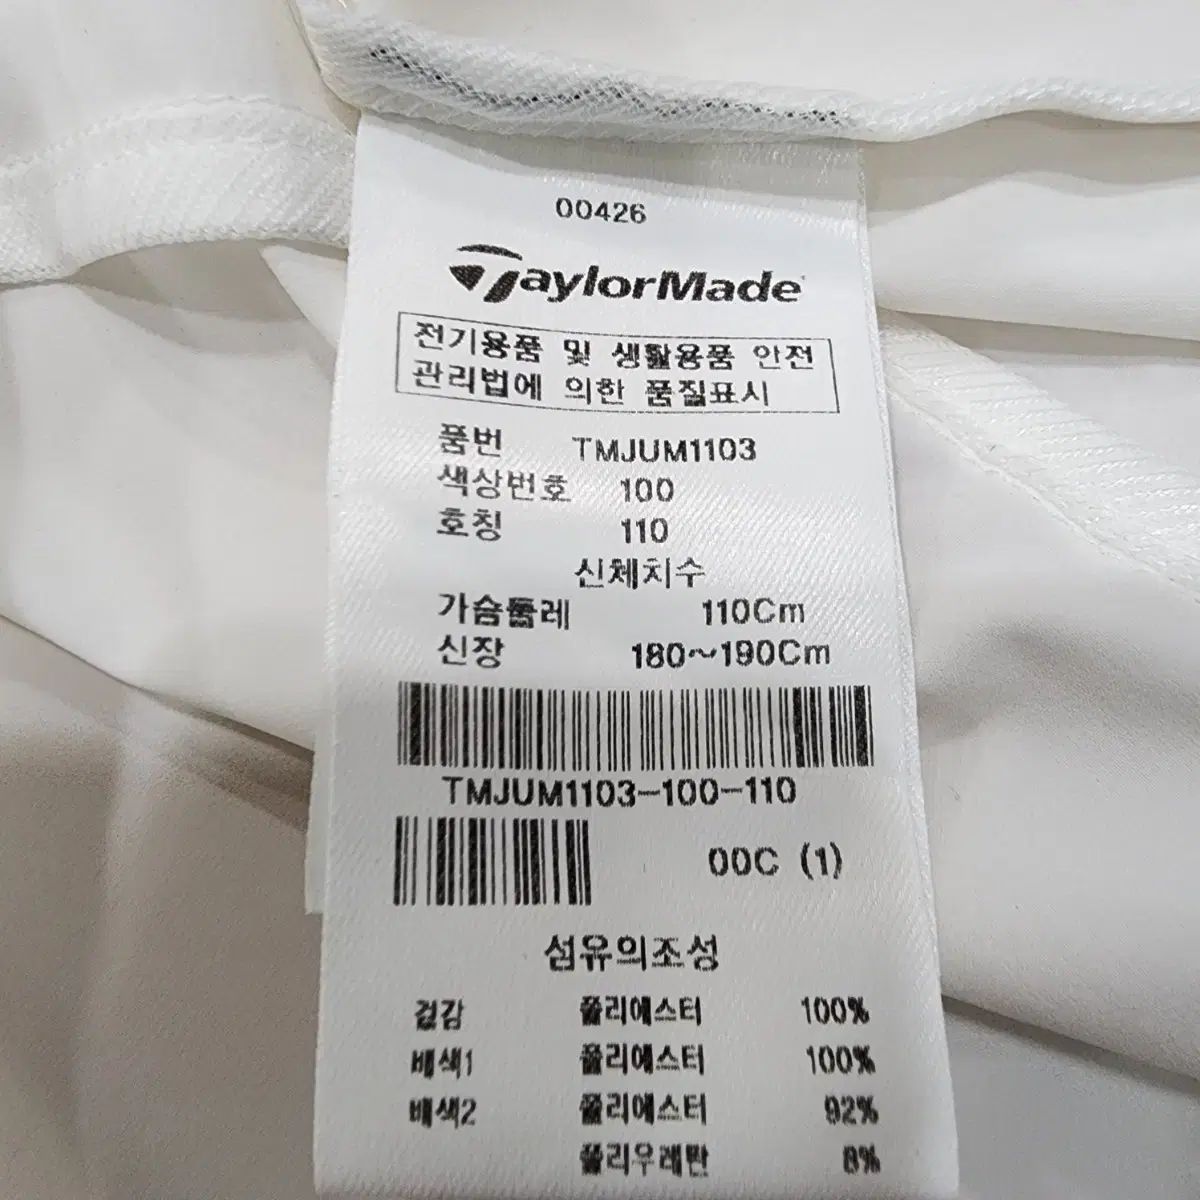 00426
TaylorMade
전기용품 및 생활용품 안전
관리법에 의한 품질표시
품번 TMJUM1103
색상번호 100
호칭 110
신체치수
가슴둘레 110Cm
신장 180~190Cm
TMJUM1103-100-110
00C (1)
섬유의조성
겉감 폴리에스터 100%
배색1 폴리에스터 100%
배색2 폴리에스터 92%
폴리우레탄 8%